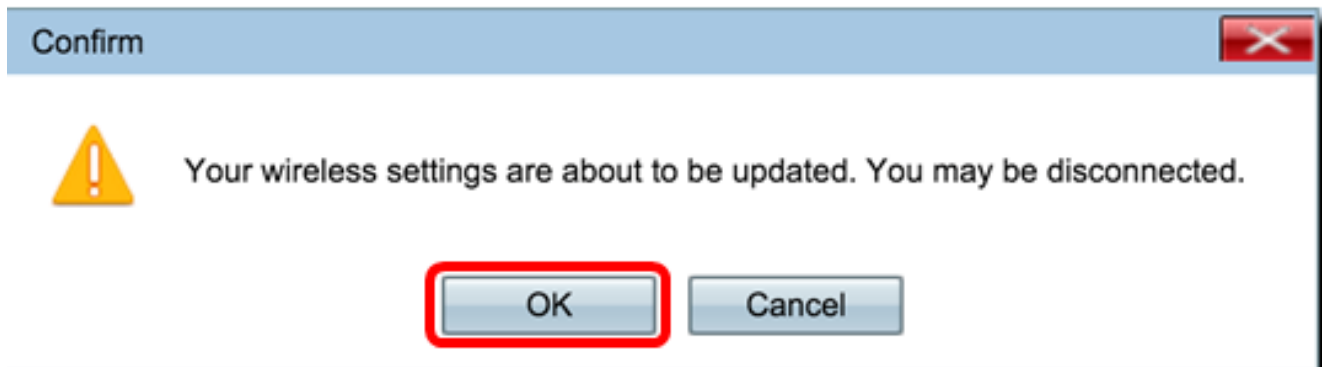 Confirm
Your wireless settings are about to be updated. You may be disconnected.
OK
Cancel